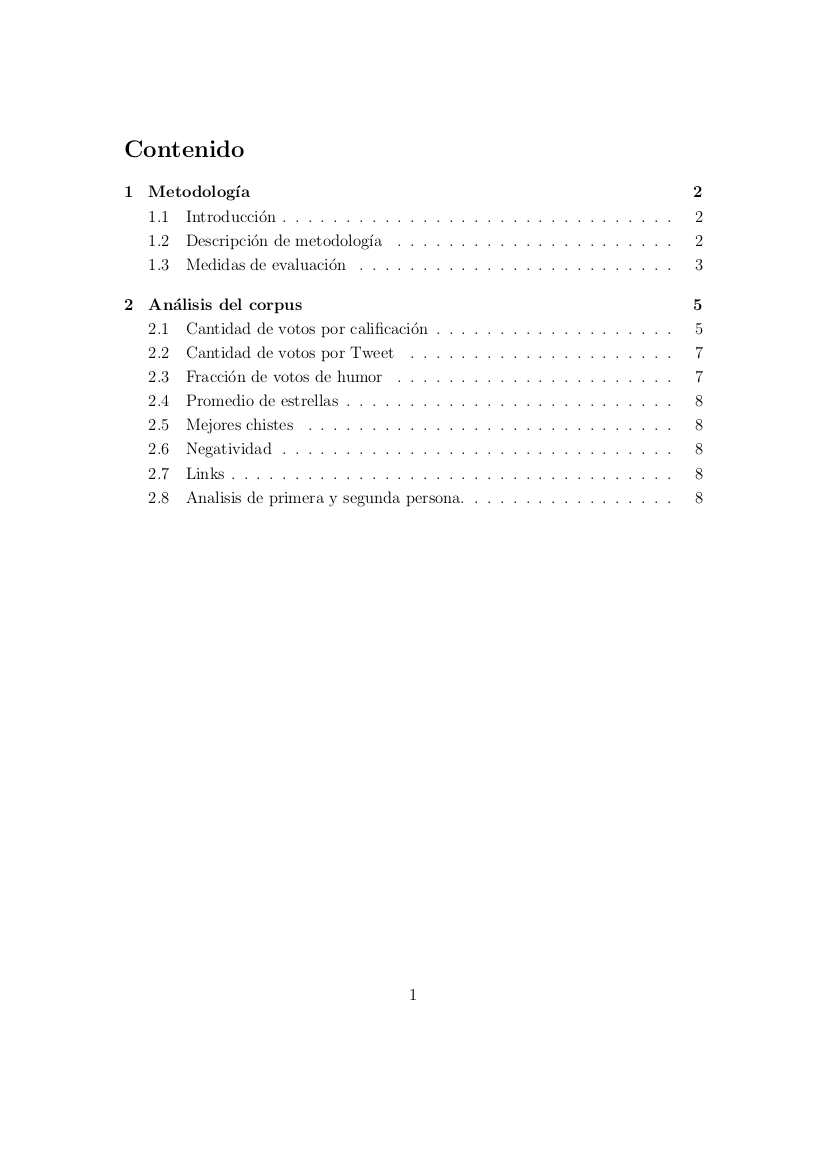 Contenido
1 Metodología 2
1.1 Introducción . . . . . . . . . . . . . . . . . . . . . . . . . . . . . . . 2
1.2 Descripción de metodología . . . . . . . . . . . . . . . . . . . . . . 2
1.3 Medidas de evaluación . . . . . . . . . . . . . . . . . . . . . . . . . 3
2 Análisis del corpus 5
2.1 Cantidad de votos por calificación . . . . . . . . . . . . . . . . . . . 5
2.2 Cantidad de votos por Tweet . . . . . . . . . . . . . . . . . . . . . 7
2.3 Fracción de votos de humor . . . . . . . . . . . . . . . . . . . . . . 7
2.4 Promedio de estrellas . . . . . . . . . . . . . . . . . . . . . . . . . . 8
2.5 Mejores chistes . . . . . . . . . . . . . . . . . . . . . . . . . . . . . 8
2.6 Negatividad . . . . . . . . . . . . . . . . . . . . . . . . . . . . . . . 8
2.7 Links . . . . . . . . . . . . . . . . . . . . . . . . . . . . . . . . . . . 8
2.8 Analisis de primera y segunda persona. . . . . . . . . . . . . . . . . 8
1